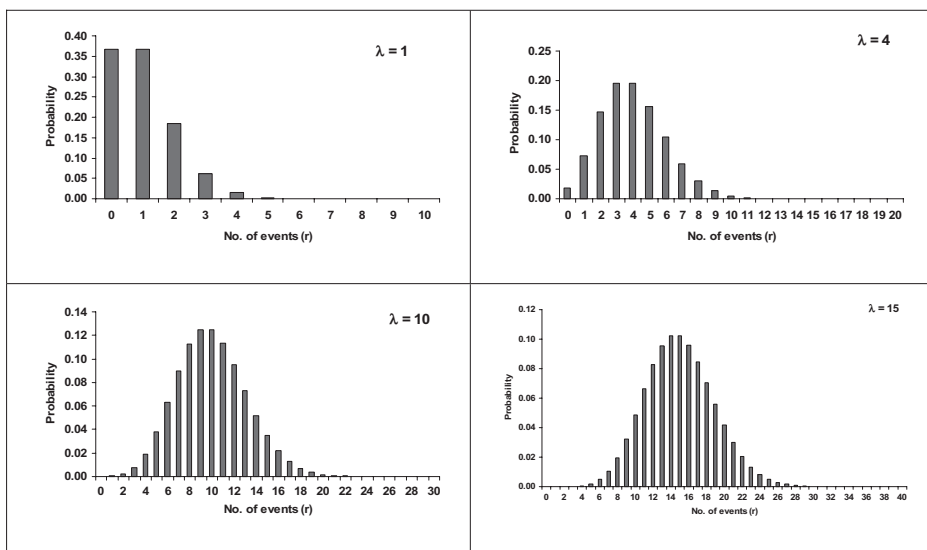 λ = 1
Probability
0.40
0.35
0.30
0.25
0.20
0.15
0.10
0.05
0.00
0 1 2 3 4 5 6 7 8 9 10
No. of events (r)
λ = 4
Probability
0.25
0.20
0.15
0.10
0.05
0.00
0 1 2 3 4 5 6 7 8 9 10 11 12 13 14 15 16 17 18 19 20
No. of events (r)
λ = 10
Probability
0.14
0.12
0.10
0.08
0.06
0.04
0.02
0.00
0 2 4 6 8 10 12 14 16 18 20 22 24 26 28 30
No. of events (r)
λ = 15
Probability
0.12
0.10
0.08
0.06
0.04
0.02
0.00
0 2 4 6 8 10 12 14 16 18 20 22 24 26 28 30 32 34 36 38 40
No. of events (r)